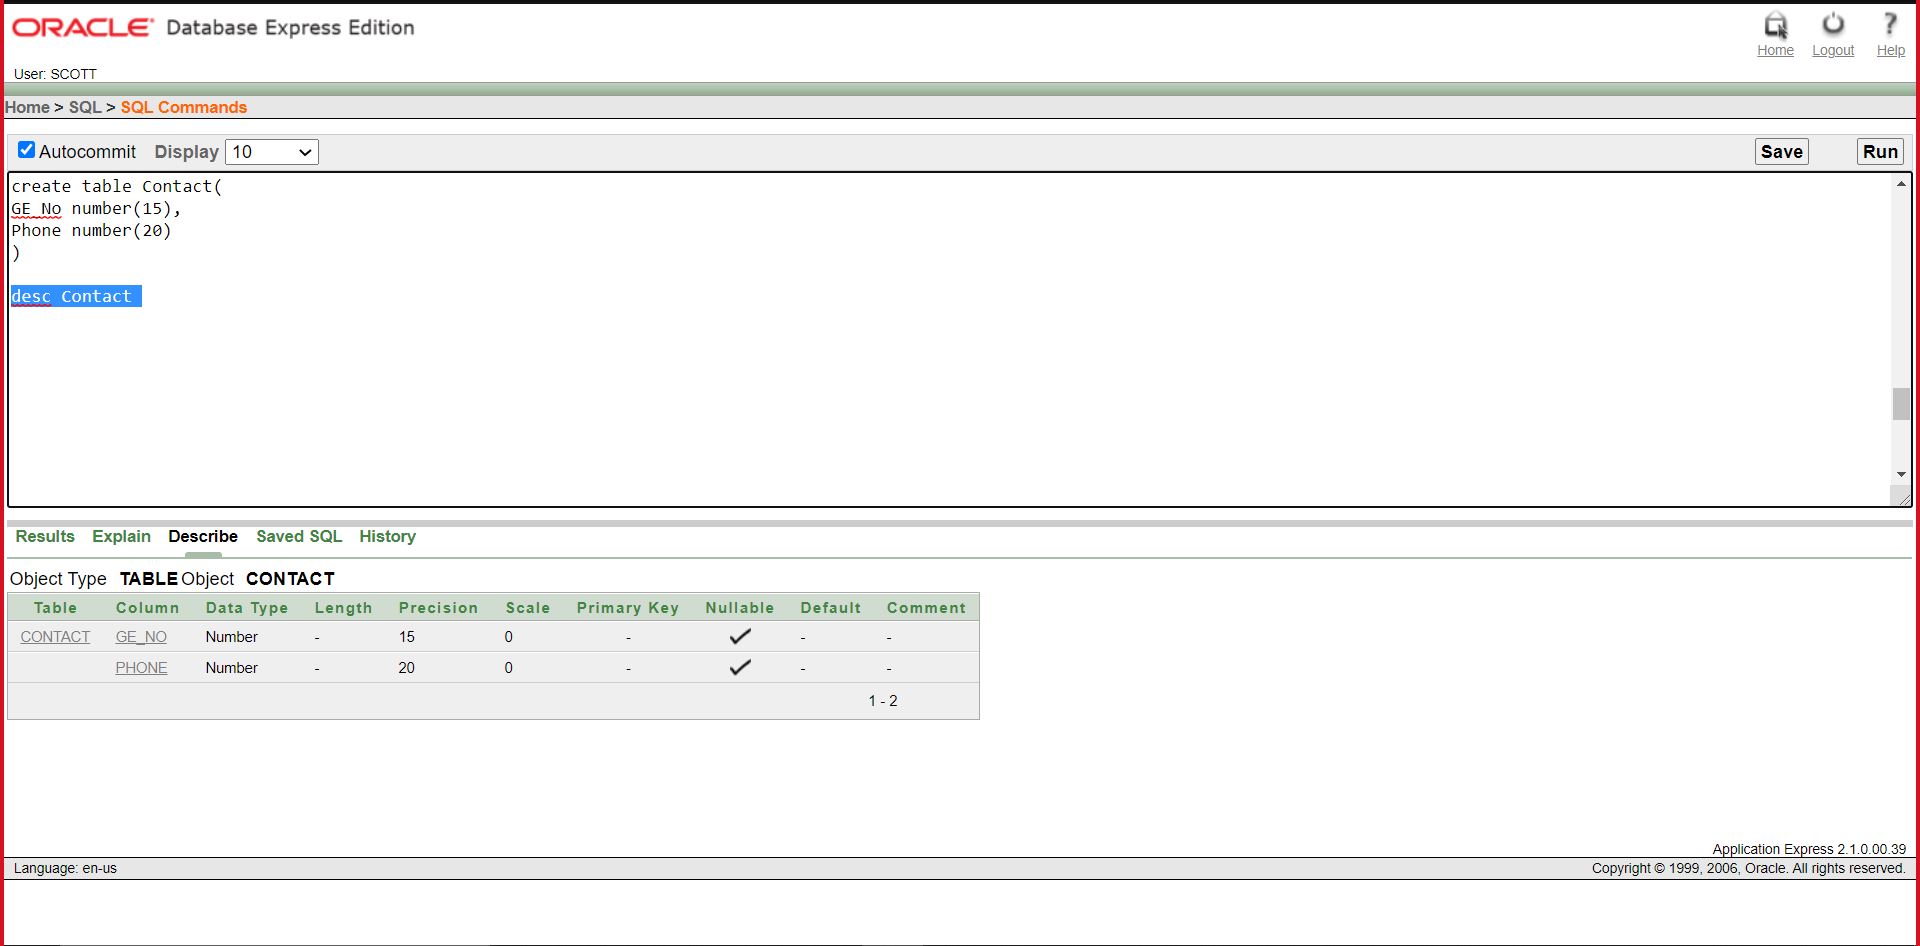 ORACLE Database Express Edition
Home Logout ? Help
User: SCOTT
Home > SQL > SQL Commands
Autocommit Display 10 Save Run
create table Contact(
GE_No number(15),
Phone number(20)
)
desc Contact
Results Explain Describe Saved SQL History
Object Type TABLE Object CONTACT
Table Column Data Type Length Precision Scale Primary Key Nullable Default Comment
CONTACT GE_NO Number - 15 0 - ✓ - -
PHONE Number - 20 0 - ✓ - -
1 - 2
Application Express 2.1.0.00.39
Language: en-us Copyright © 1999, 2006, Oracle. All rights reserved.